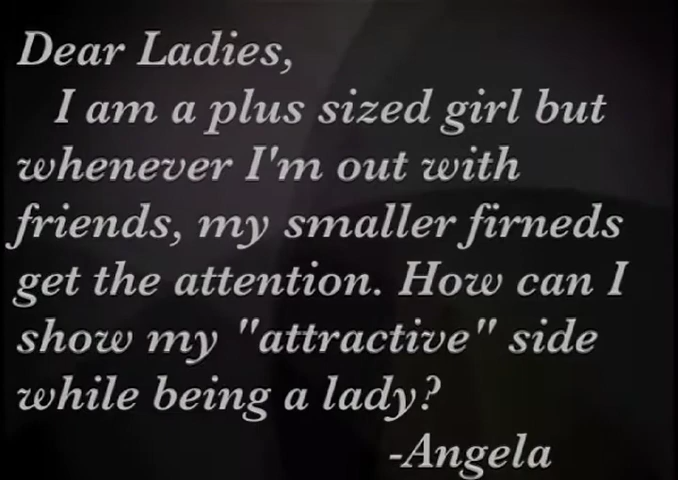 Dear Ladies,
I am a plus sized girl but
whenever I'm out with
friends, my smaller firneds
get the attention. How can I
show my "attractive" side
while being a lady?
-Angela